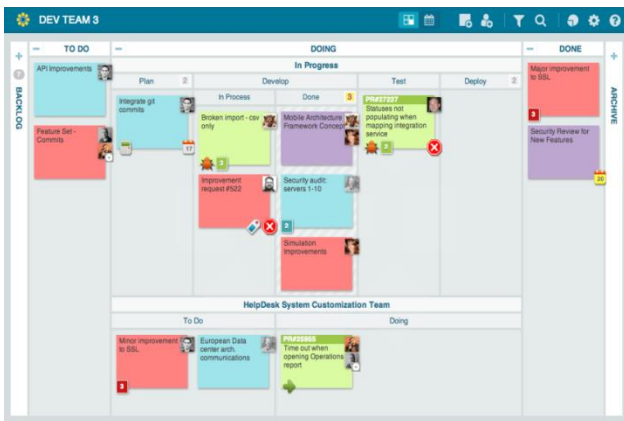 DEV TEAM 3
TO DO
DOING
DONE
BACKLOG
ARCHIVE
In Progress
Plan 2
Develop
Test
Deploy 2
In Process
Done 3
API Improvements
Feature Set -
Commits
Integrate git
commits
17
Broken import - csv
only
3
Improvement
request #522
Mobile Architecture
Framework Concept
Security audit:
servers 1-10
2
Simulation
improvements
PR#37227
Statuses not
populating when
mapping integration
service
2
Major improvement
to SSL
3
Security Review for
New Features
20
HelpDesk System Customization Team
To Do
Doing
Minor improvement
to SSL
3
European Data
center arch.
communications
Time out when
opening Operations
report